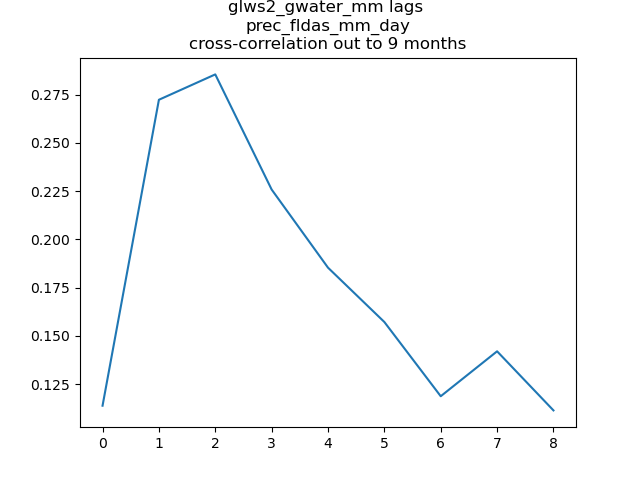 glws2_gwater_mm lags
prec_fldas_mm_day
cross-correlation out to 9 months
0.275
0.250
0.225
0.200
0.175
0.150
0.125
0 1 2 3 4 5 6 7 8